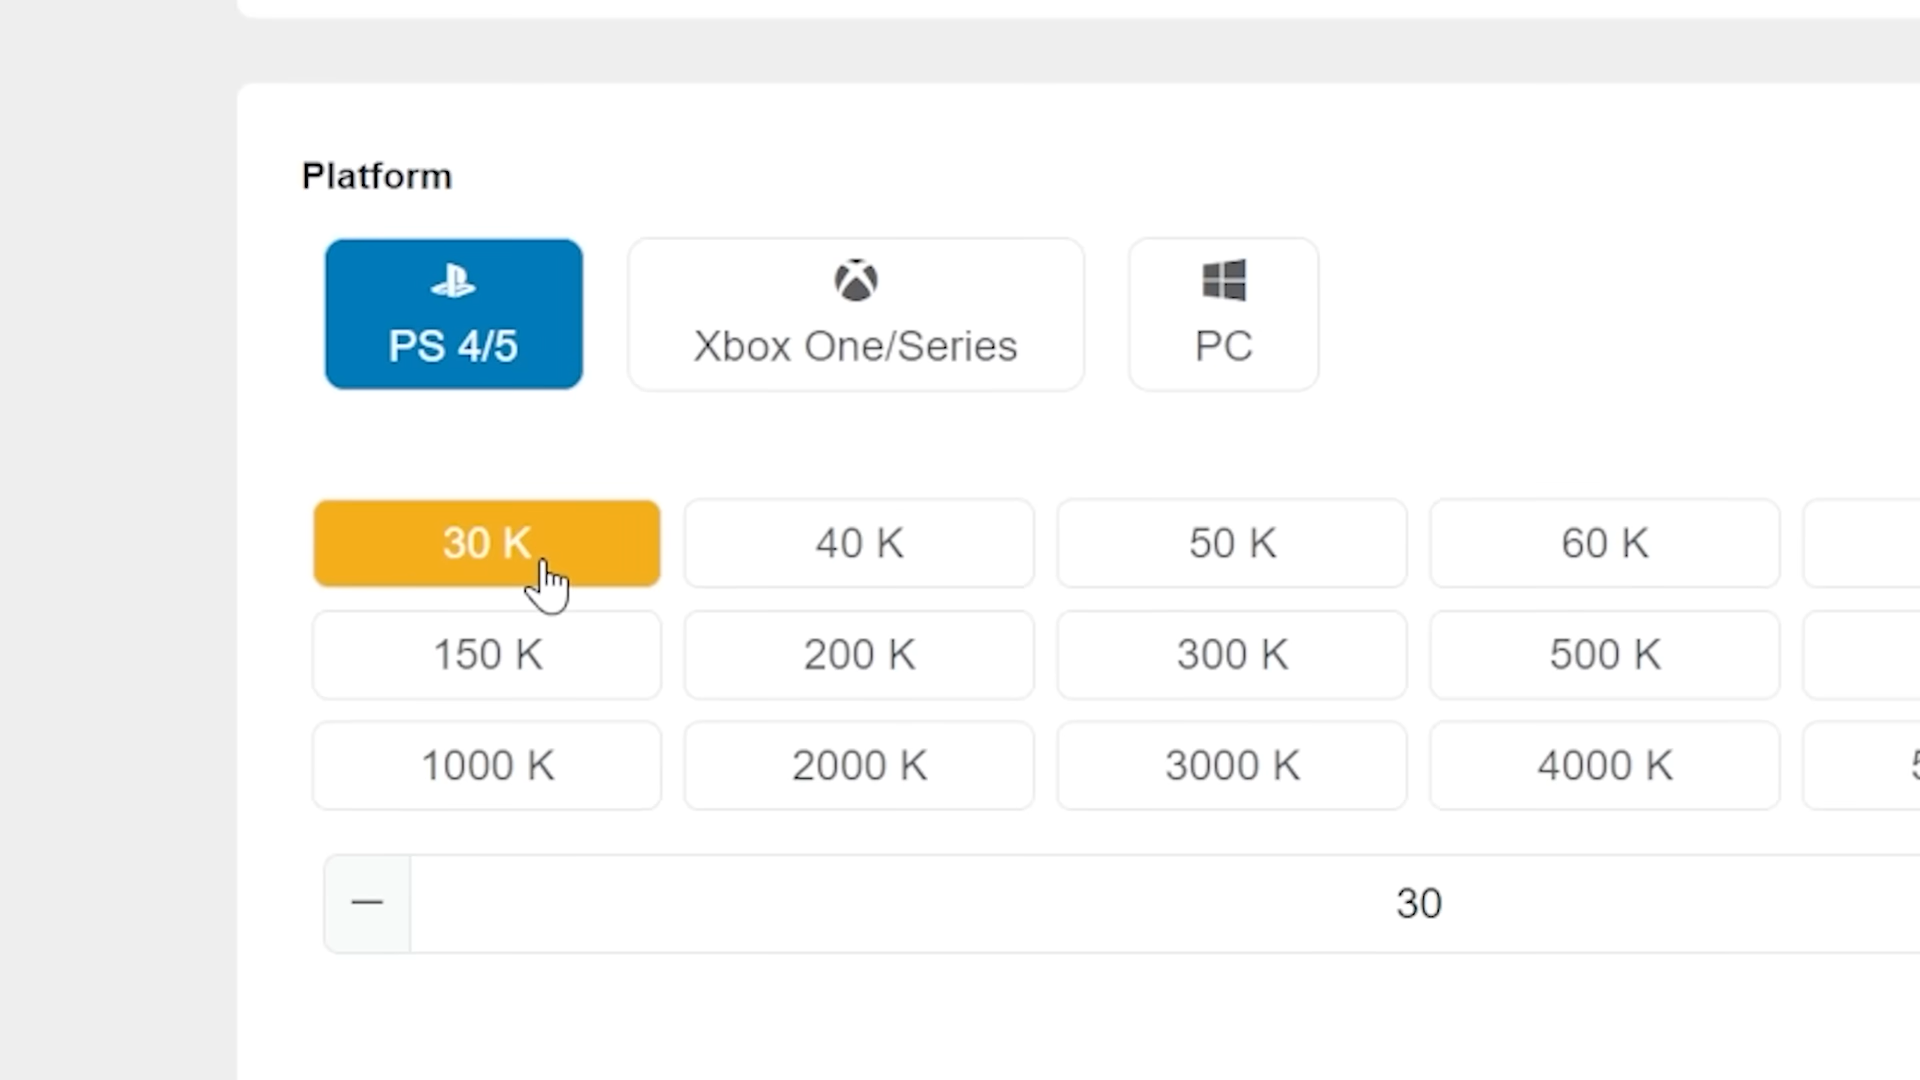 Platform
PS 4/5
Xbox One/Series
PC
30 K
40 K
50 K
60 K
150 K
200 K
300 K
500 K
1000 K
2000 K
3000 K
4000 K
30